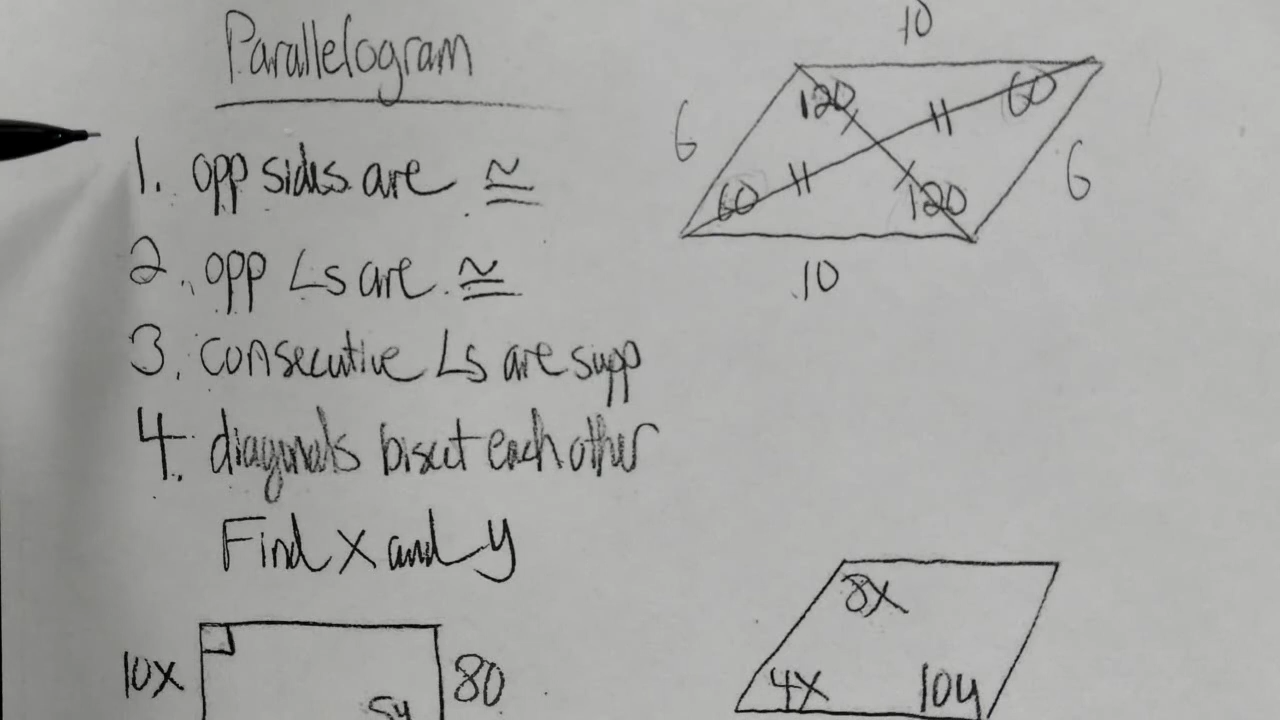 Parallelogram
1. opp sides are ≅
2. opp ∠s are ≅
3. consecutive ∠s are supp
4. diagonals bisect each other
10
120 60
6 6
60 120
10
Find x and y
10x 80
5y
8x
4x 10y